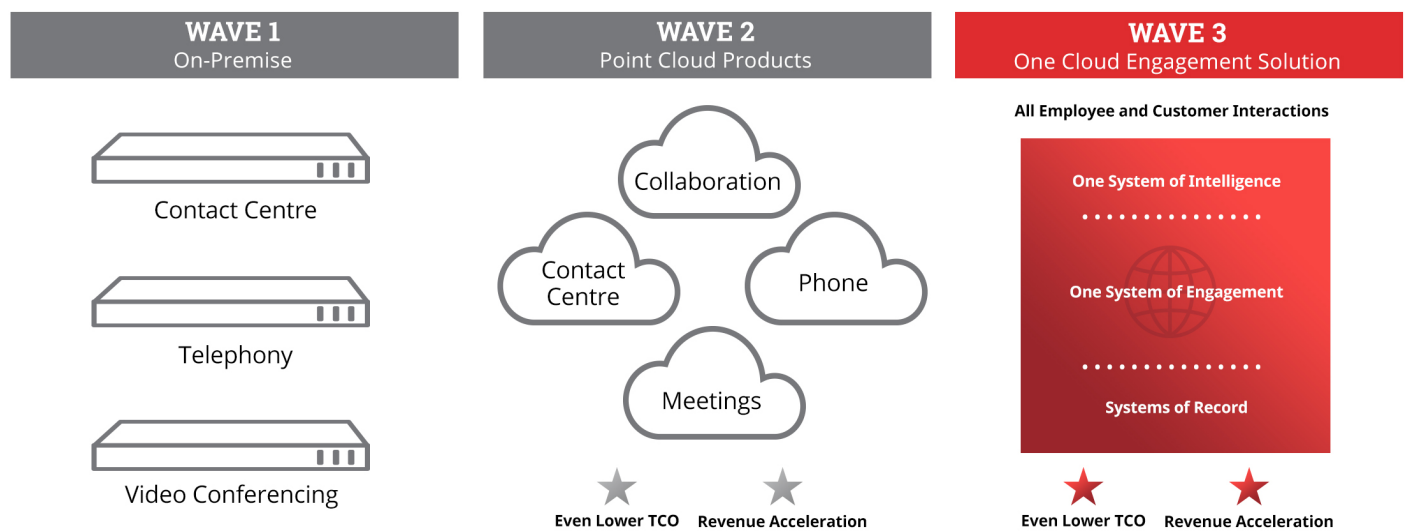 WAVE 1
On-Premise
Contact Centre
Telephony
Video Conferencing
WAVE 2
Point Cloud Products
Collaboration
Contact
Centre
Phone
Meetings
Even Lower TCO
Revenue Acceleration
WAVE 3
One Cloud Engagement Solution
All Employee and Customer Interactions
One System of Intelligence
One System of Engagement
Systems of Record
Even Lower TCO
Revenue Acceleration